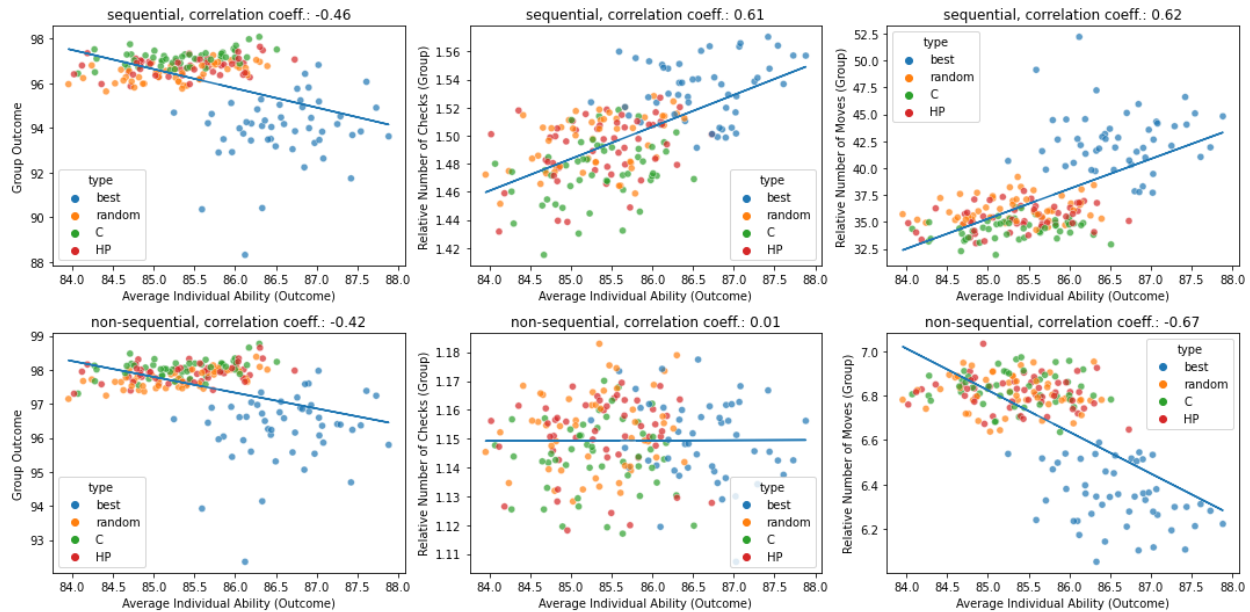 sequential, correlation coeff.: -0.46
Group Outcome
98
96
94
92
90
88
84.0 84.5 85.0 85.5 86.0 86.5 87.0 87.5 88.0
Average Individual Ability (Outcome)
type
best
random
C
HP
sequential, correlation coeff.: 0.61
Relative Number of Checks (Group)
1.56
1.54
1.52
1.50
1.48
1.46
1.44
1.42
84.0 84.5 85.0 85.5 86.0 86.5 87.0 87.5 88.0
Average Individual Ability (Outcome)
type
best
random
C
HP
sequential, correlation coeff.: 0.62
Relative Number of Moves (Group)
52.5
50.0
47.5
45.0
42.5
40.0
37.5
35.0
32.5
84.0 84.5 85.0 85.5 86.0 86.5 87.0 87.5 88.0
Average Individual Ability (Outcome)
type
best
random
C
HP
non-sequential, correlation coeff.: -0.42
Group Outcome
99
98
97
96
95
94
93
84.0 84.5 85.0 85.5 86.0 86.5 87.0 87.5 88.0
Average Individual Ability (Outcome)
type
best
random
C
HP
non-sequential, correlation coeff.: 0.01
Relative Number of Checks (Group)
1.18
1.17
1.16
1.15
1.14
1.13
1.12
1.11
84.0 84.5 85.0 85.5 86.0 86.5 87.0 87.5 88.0
Average Individual Ability (Outcome)
type
best
random
C
HP
non-sequential, correlation coeff.: -0.67
Relative Number of Moves (Group)
7.0
6.8
6.6
6.4
6.2
84.0 84.5 85.0 85.5 86.0 86.5 87.0 87.5 88.0
Average Individual Ability (Outcome)
type
best
random
C
HP